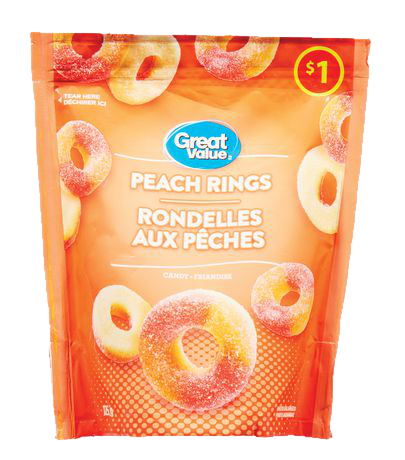 $1
TEAR HERE
DÉCHIRER ICI
Great
Value
PEACH RINGS
RONDELLES
AUX PÊCHES
CANDY • FRIANDISE